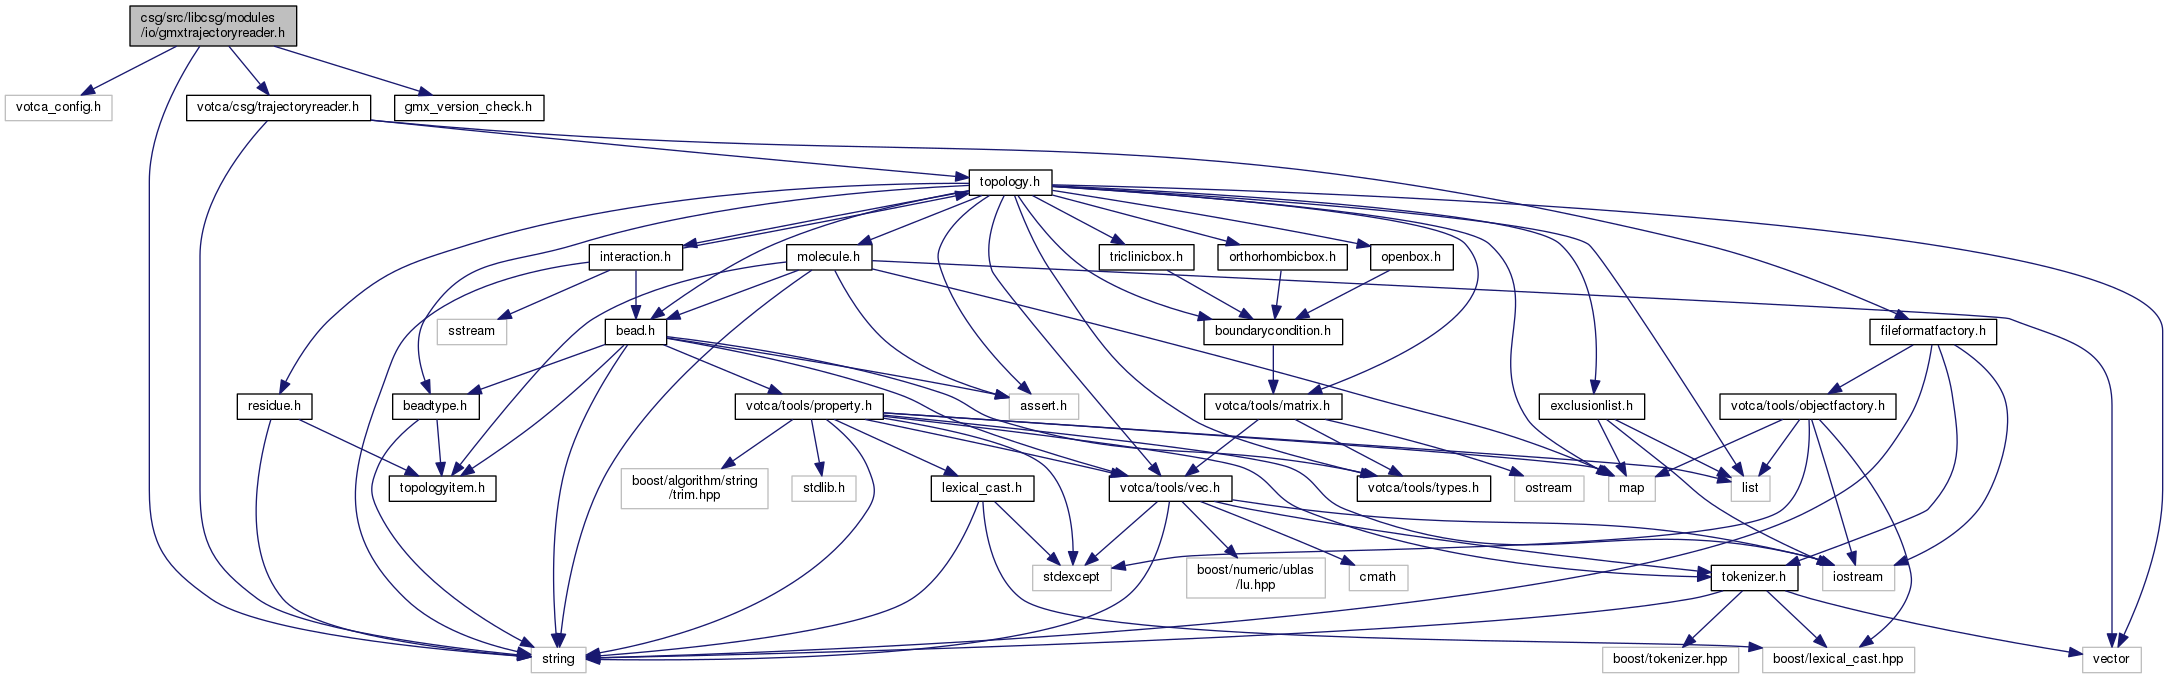 csg/src/libcsg/modules
/io/gmxtrajectoryreader.h
votca_config.h
votca/csg/trajectoryreader.h
gmx_version_check.h
topology.h
interaction.h
molecule.h
triclinicbox.h
orthorhombicbox.h
openbox.h
sstream
bead.h
boundarycondition.h
fileformatfactory.h
residue.h
beadtype.h
votca/tools/property.h
assert.h
votca/tools/matrix.h
exclusionlist.h
votca/tools/objectfactory.h
topologyitem.h
boost/algorithm/string
/trim.hpp
stdlib.h
lexical_cast.h
votca/tools/vec.h
votca/tools/types.h
ostream
map
list
stdexcept
boost/numeric/ublas
/lu.hpp
cmath
tokenizer.h
iostream
string
boost/tokenizer.hpp
boost/lexical_cast.hpp
vector